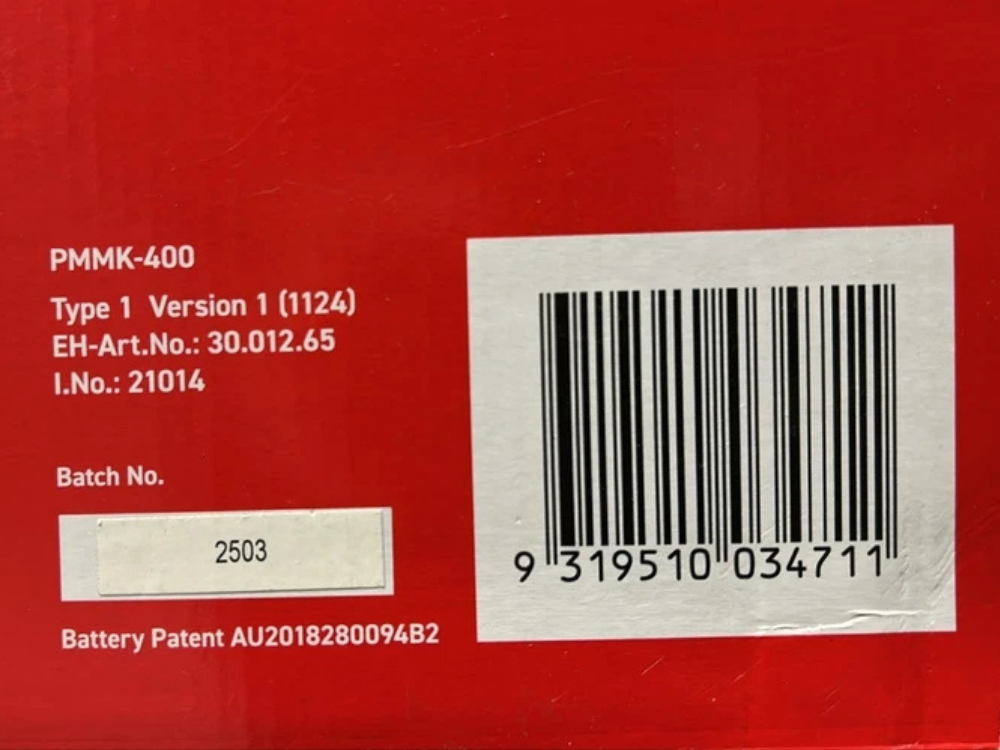 PMMK-400
Type 1 Version 1 (1124)
EH-Art.No.: 30.012.65
I.No.: 21014
Batch No.
2503
Battery Patent AU2018280094B2
9 319510 034711